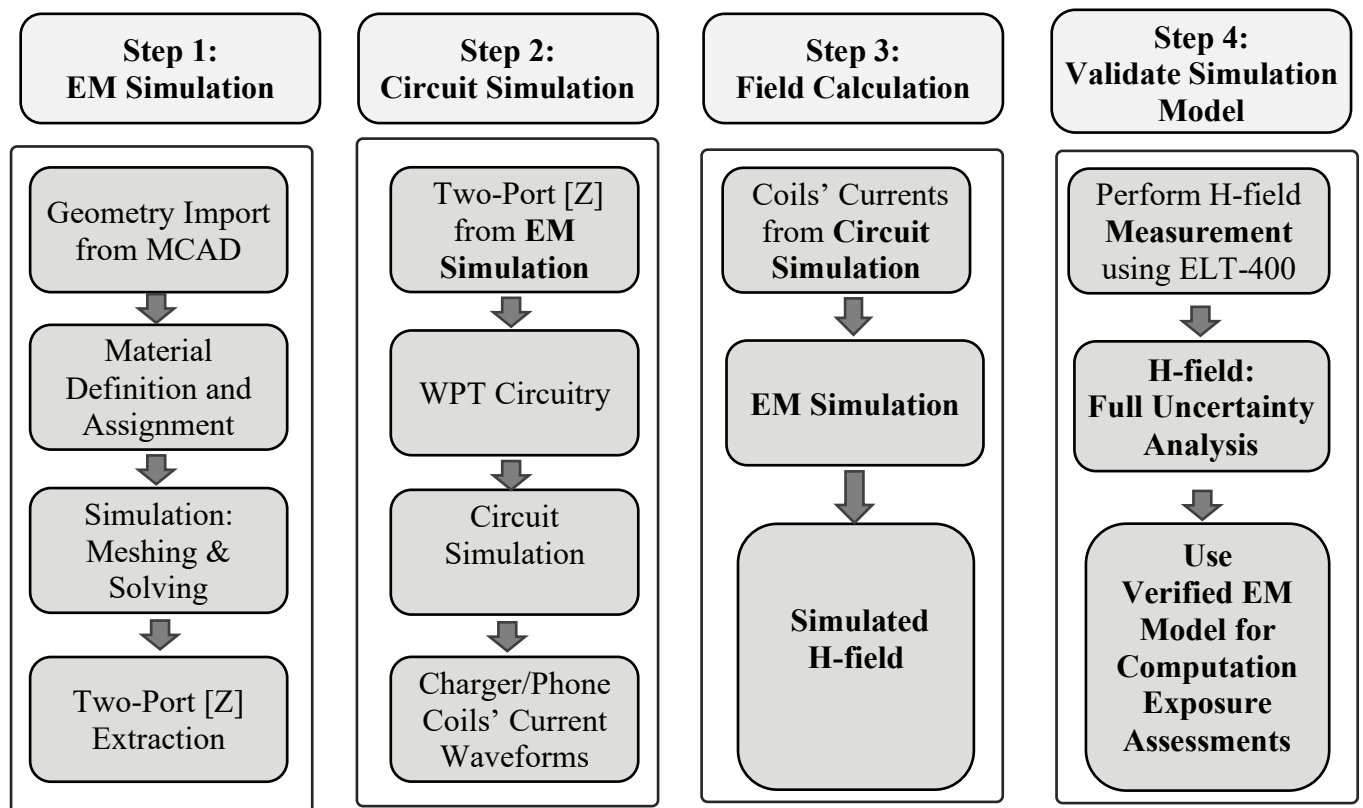 Step 1:
EM Simulation
Geometry Import
from MCAD
Material
Definition and
Assignment
Simulation:
Meshing &
Solving
Two-Port [Z]
Extraction
Step 2:
Circuit Simulation
Two-Port [Z]
from EM
Simulation
WPT Circuitry
Circuit
Simulation
Charger/Phone
Coils’ Current
Waveforms
Step 3:
Field Calculation
Coils’ Currents
from Circuit
Simulation
EM Simulation
Simulated
H-field
Step 4:
Validate Simulation
Model
Perform H-field
Measurement
using ELT-400
H-field:
Full Uncertainty
Analysis
Use
Verified EM
Model for
Computation
Exposure
Assessments